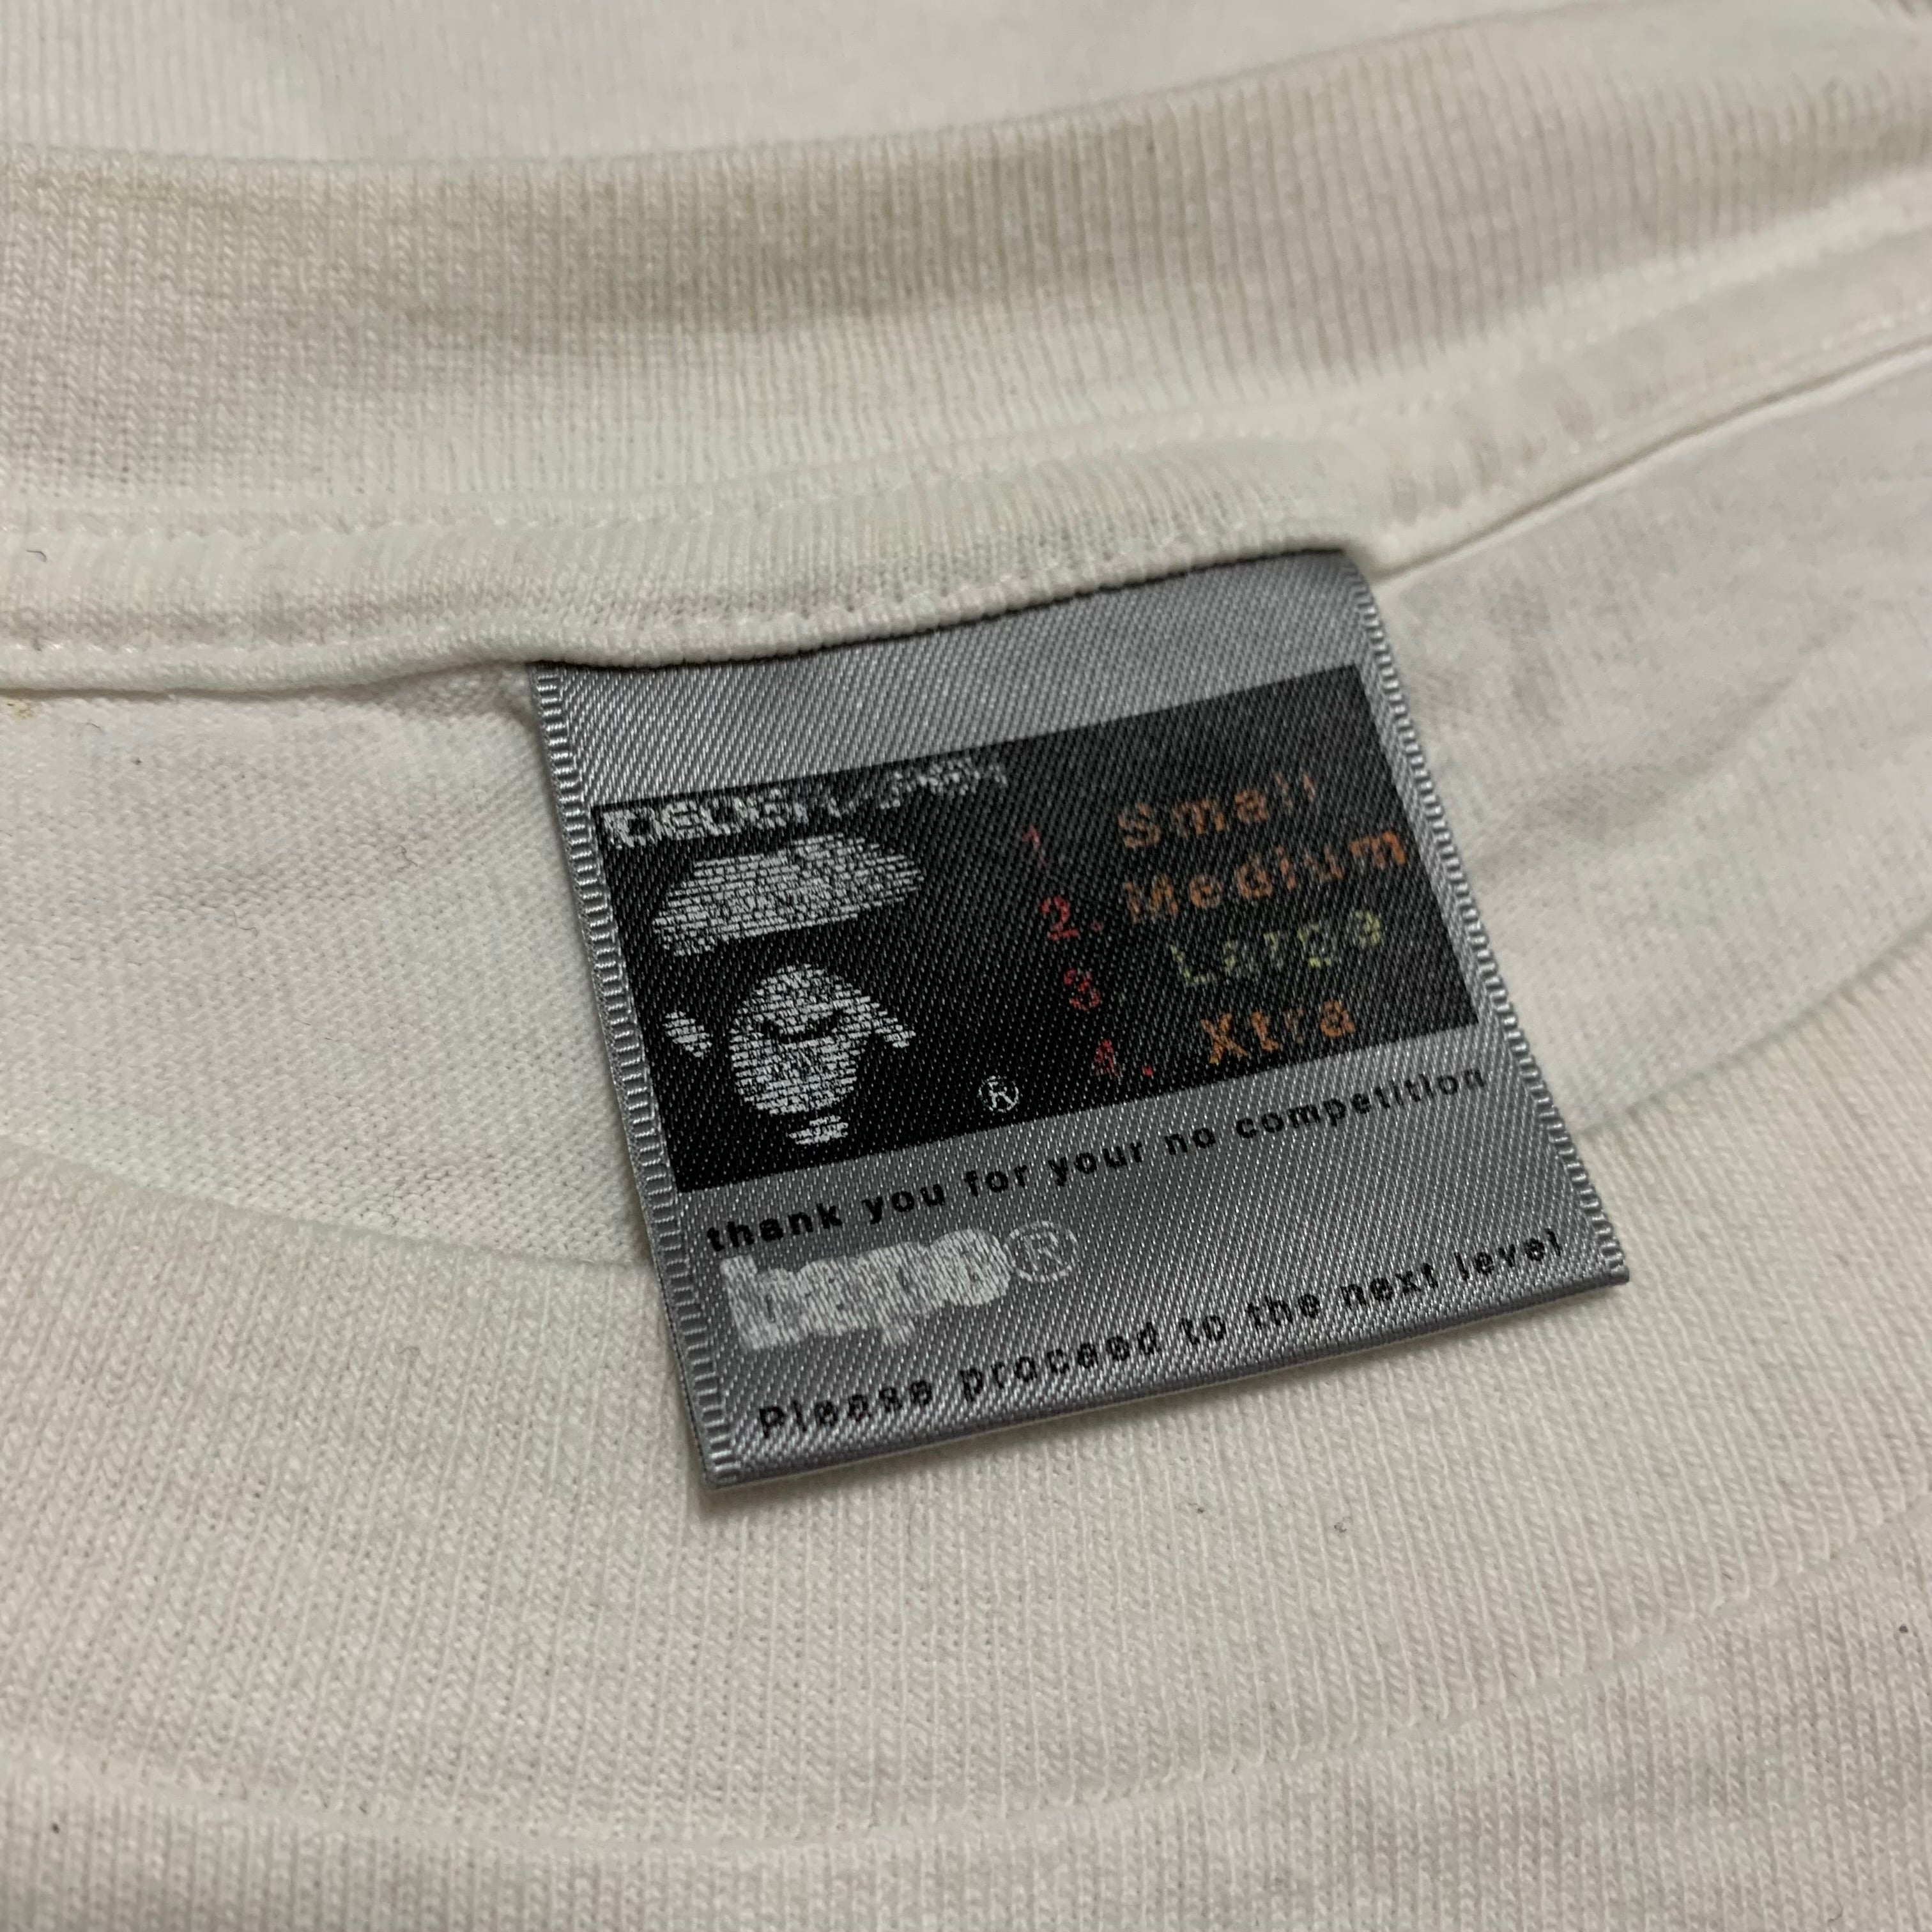 1. Small
2. Medium
3. Large
4. Xtra
®
thank you for your no competition
bape®
Please proceed to the next level